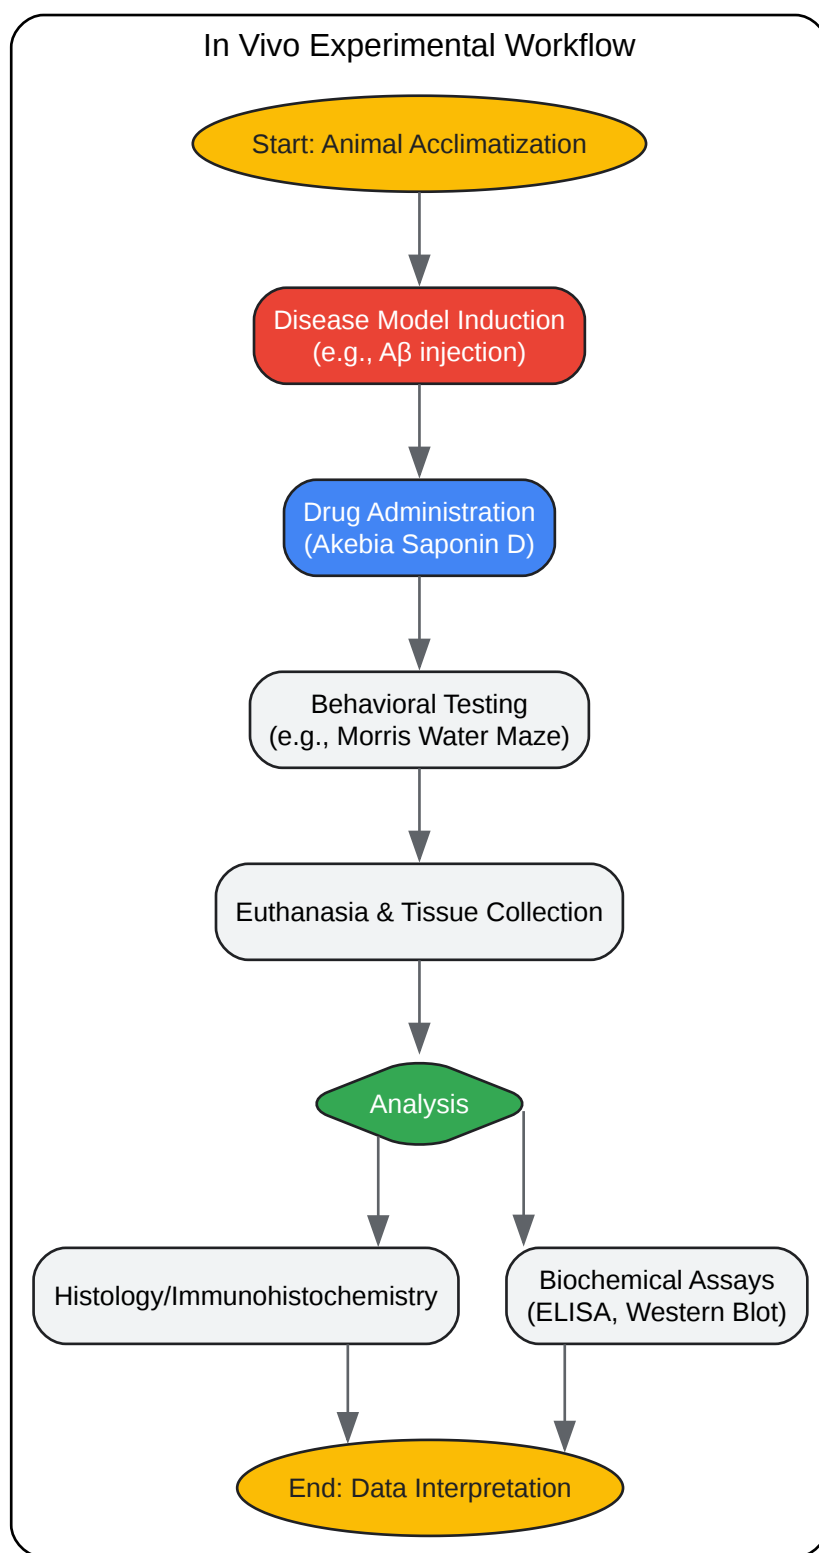 In Vivo Experimental Workflow
Start: Animal Acclimatization
Disease Model Induction
(e.g., Aβ injection)
Drug Administration
(Akebia Saponin D)
Behavioral Testing
(e.g., Morris Water Maze)
Euthanasia & Tissue Collection
Analysis
Histology/Immunohistochemistry
Biochemical Assays
(ELISA, Western Blot)
End: Data Interpretation